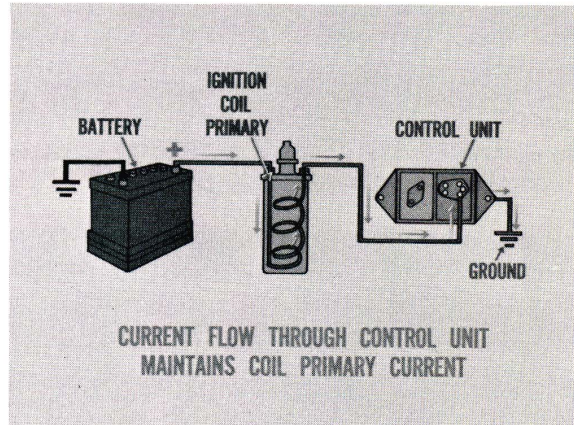 IGNITION
COIL
PRIMARY
BATTERY
CONTROL UNIT
+
GROUND
CURRENT FLOW THROUGH CONTROL UNIT
MAINTAINS COIL PRIMARY CURRENT